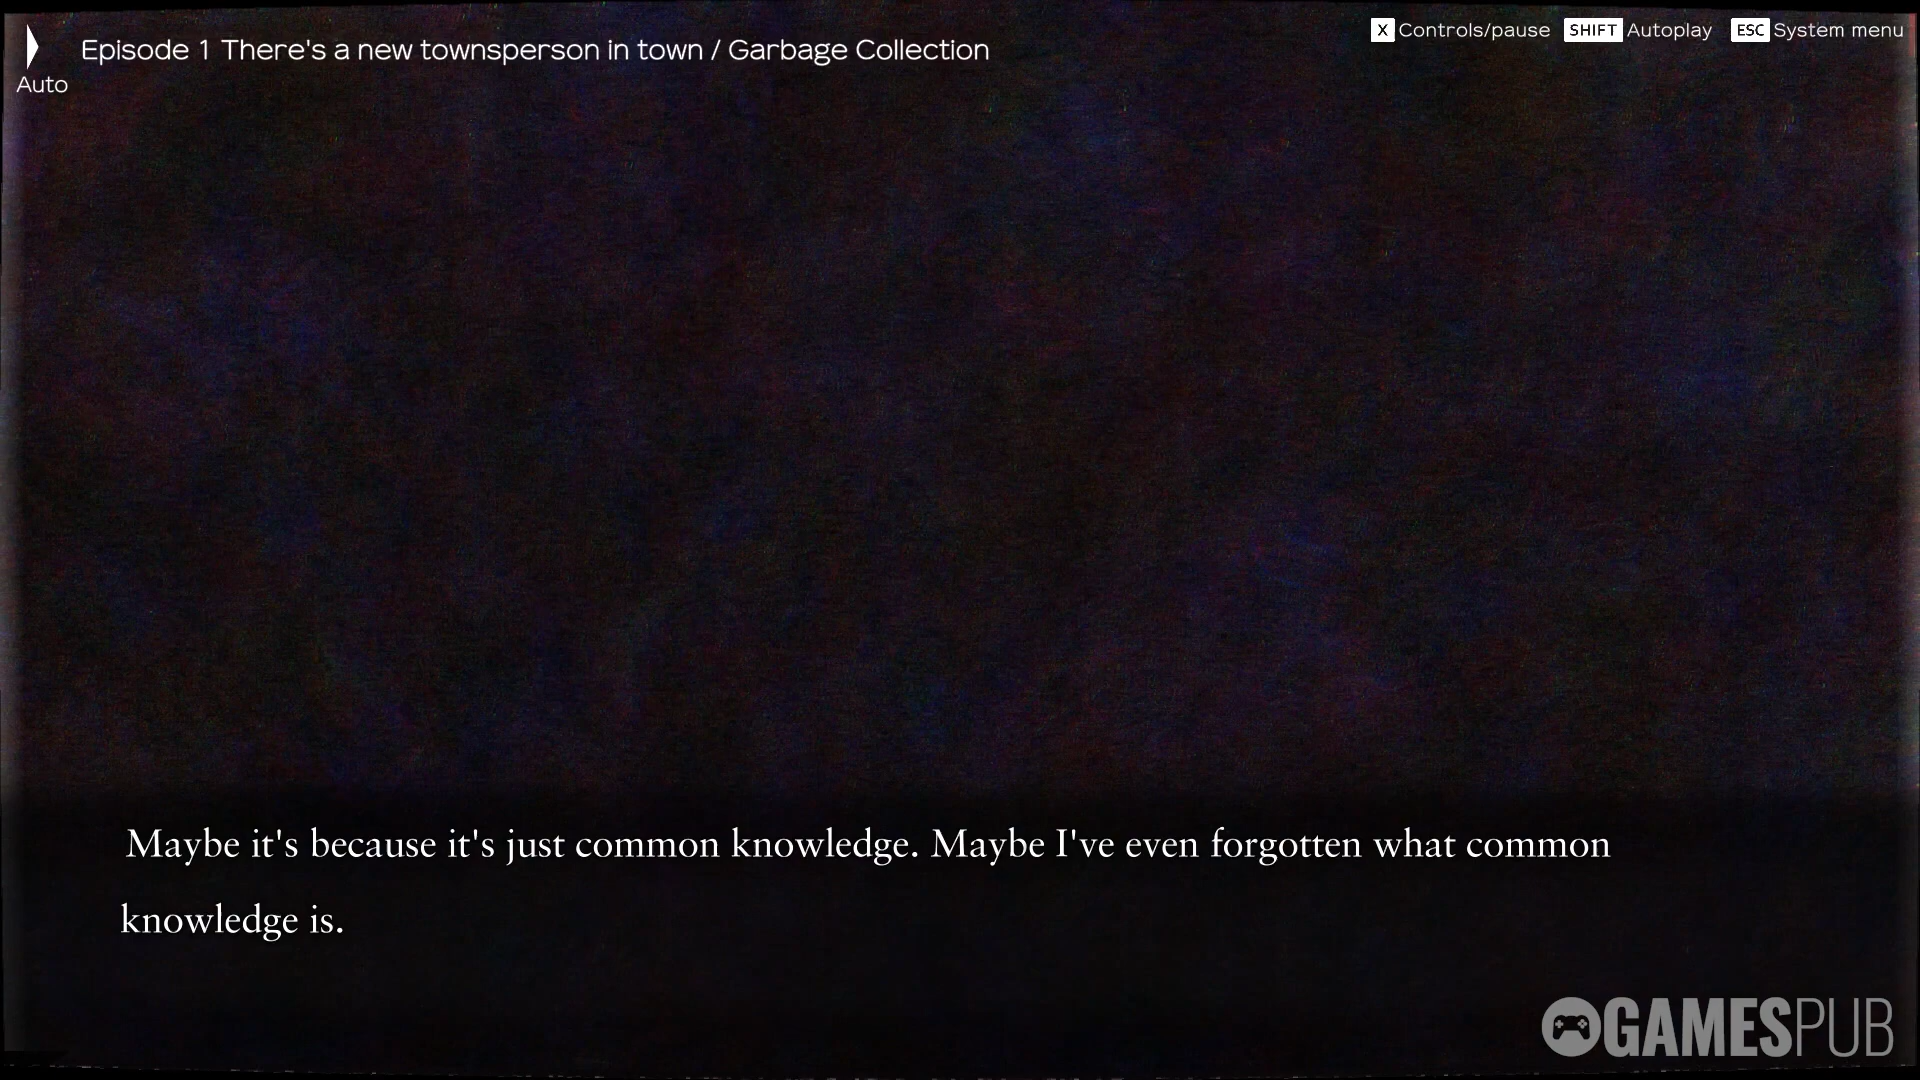 Episode 1 There's a new townsperson in town / Garbage Collection
X Controls/pause SHIFT Autoplay ESC System menu
Auto
Maybe it's because it's just common knowledge. Maybe I've even forgotten what common
knowledge is.
GAMESPUB